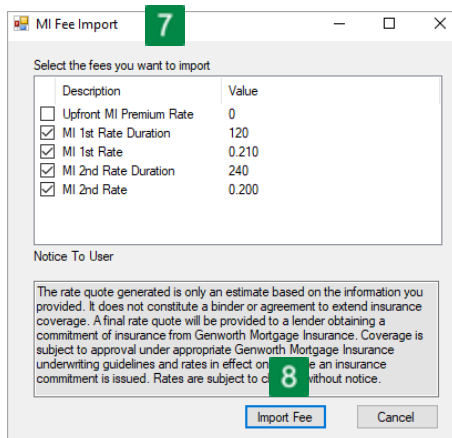 MI Fee Import
7
Select the fees you want to import
Description Value
Upfront MI Premium Rate 0
MI 1st Rate Duration 120
MI 1st Rate 0.210
MI 2nd Rate Duration 240
MI 2nd Rate 0.200
Notice To User
The rate quote generated is only an estimate based on the information you
provided. It does not constitute a binder or agreement to extend insurance
coverage. A final rate quote will be provided to a lender obtaining a
commitment of insurance from Genworth Mortgage Insurance. Coverage is
subject to approval under appropriate Genworth Mortgage Insurance
underwriting guidelines and rates in effect on an insurance
commitment is issued. Rates are subject to without notice.
8
Import Fee Cancel